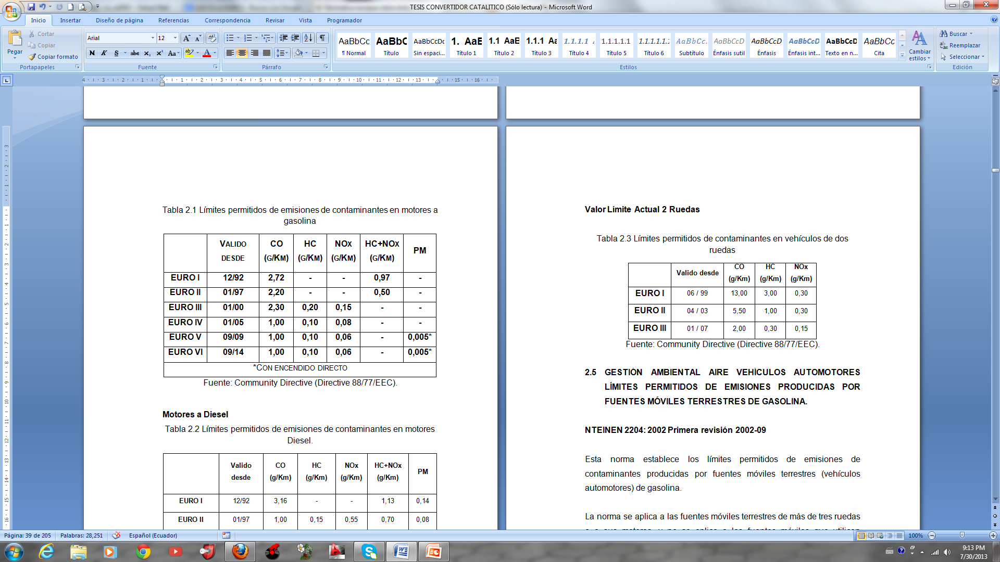 TESIS CONVERTIDOR CATALITICO (Sólo lectura) - Microsoft Word
Inicio Insertar Diseño de página Referencias Correspondencia Revisar Vista Programador
Pegar
Cortar
Copiar
Copiar formato
Portapapeles
Arial 12
Fuente
Párrafo
AaBbCc AaBbC AaBbCcDc 1. AaE 1.1 AaE 1.1.1 Aa 1.1.1.1 A 1.1.1.1.1 1.1.1.1.1.1 AaBbCc. AaBbCcD AaBbCcD AaBbCcD AaBbCcD AaBbCc
¶ Normal Título Sin espaci... Título 1 Título 2 Título 3 Título 4 Título 5 Título 6 Subtítulo Énfasis sutil Énfasis Énfasis int... Texto en n... Cita
Cambiar estilos
Estilos
Buscar
Reemplazar
Seleccionar
Edición
4 3 2 1 1 2 3 4 5 6 7 8 9 10 11 12 13 15 16
Tabla 2.1 Límites permitidos de emisiones de contaminantes en motores a
gasolina
VALIDO DESDE CO (G/KM) HC (G/KM) NOX (G/KM) HC+NOX (G/KM) PM
EURO I 12/92 2,72 - - 0,97 -
EURO II 01/97 2,20 - - 0,50 -
EURO III 01/00 2,30 0,20 0,15 - -
EURO IV 01/05 1,00 0,10 0,08 - -
EURO V 09/09 1,00 0,10 0,06 - 0,005*
EURO VI 09/14 1,00 0,10 0,06 - 0,005*
*CON ENCENDIDO DIRECTO
Fuente: Community Directive (Directive 88/77/EEC).
Motores a Diesel
Tabla 2.2 Límites permitidos de emisiones de contaminantes en motores
Diesel.
Valido desde CO (g/Km) HC (g/Km) NOx (g/Km) HC+NOx (g/Km) PM
EURO I 12/92 3,16 - - 1,13 0,14
EURO II 01/97 1,00 0,15 0,55 0,70 0,08
Valor Límite Actual 2 Ruedas
Tabla 2.3 Límites permitidos de contaminantes en vehículos de dos
ruedas
Valido desde CO (g/Km) HC (g/Km) NOx (g/Km)
EURO I 06 / 99 13,00 3,00 0,30
EURO II 04 / 03 5,50 1,00 0,30
EURO III 01 / 07 2,00 0,30 0,15
Fuente: Community Directive (Directive 88/77/EEC).
2.5 GESTIÓN AMBIENTAL AIRE VEHÍCULOS AUTOMOTORES
LÍMITES PERMITIDOS DE EMISIONES PRODUCIDAS POR
FUENTES MÓVILES TERRESTRES DE GASOLINA.
NTEINEN 2204: 2002 Primera revisión 2002-09
Esta norma establece los límites permitidos de emisiones de
contaminantes producidas por fuentes móviles terrestres (vehículos
automotores) de gasolina.
La norma se aplica a las fuentes móviles terrestres de más de tres ruedas
Página: 39 de 205 Palabras: 28,251 Español (Ecuador) 100%
9:13 PM
7/30/2013